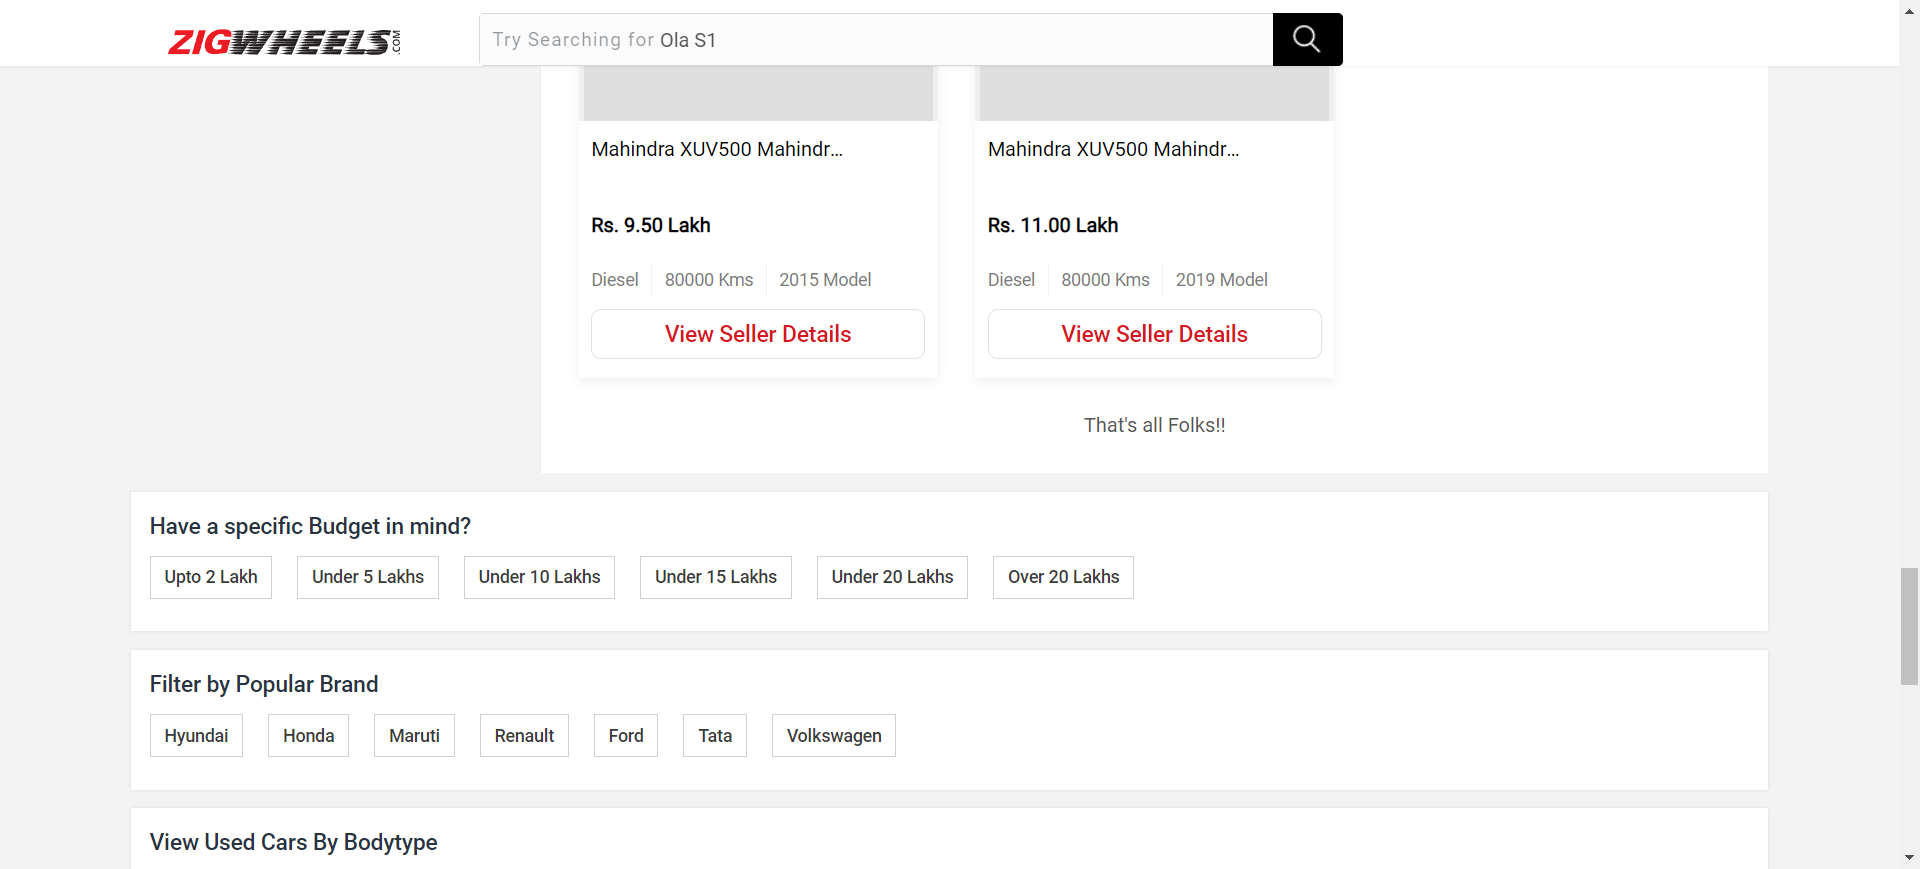 ZIGWHEELS.COM
Try Searching for Ola S1
Mahindra XUV500 Mahindr...
Rs. 9.50 Lakh
Diesel 80000 Kms 2015 Model
View Seller Details
Mahindra XUV500 Mahindr...
Rs. 11.00 Lakh
Diesel 80000 Kms 2019 Model
View Seller Details
That's all Folks!!
Have a specific Budget in mind?
Upto 2 Lakh Under 5 Lakhs Under 10 Lakhs Under 15 Lakhs Under 20 Lakhs Over 20 Lakhs
Filter by Popular Brand
Hyundai Honda Maruti Renault Ford Tata Volkswagen
View Used Cars By Bodytype